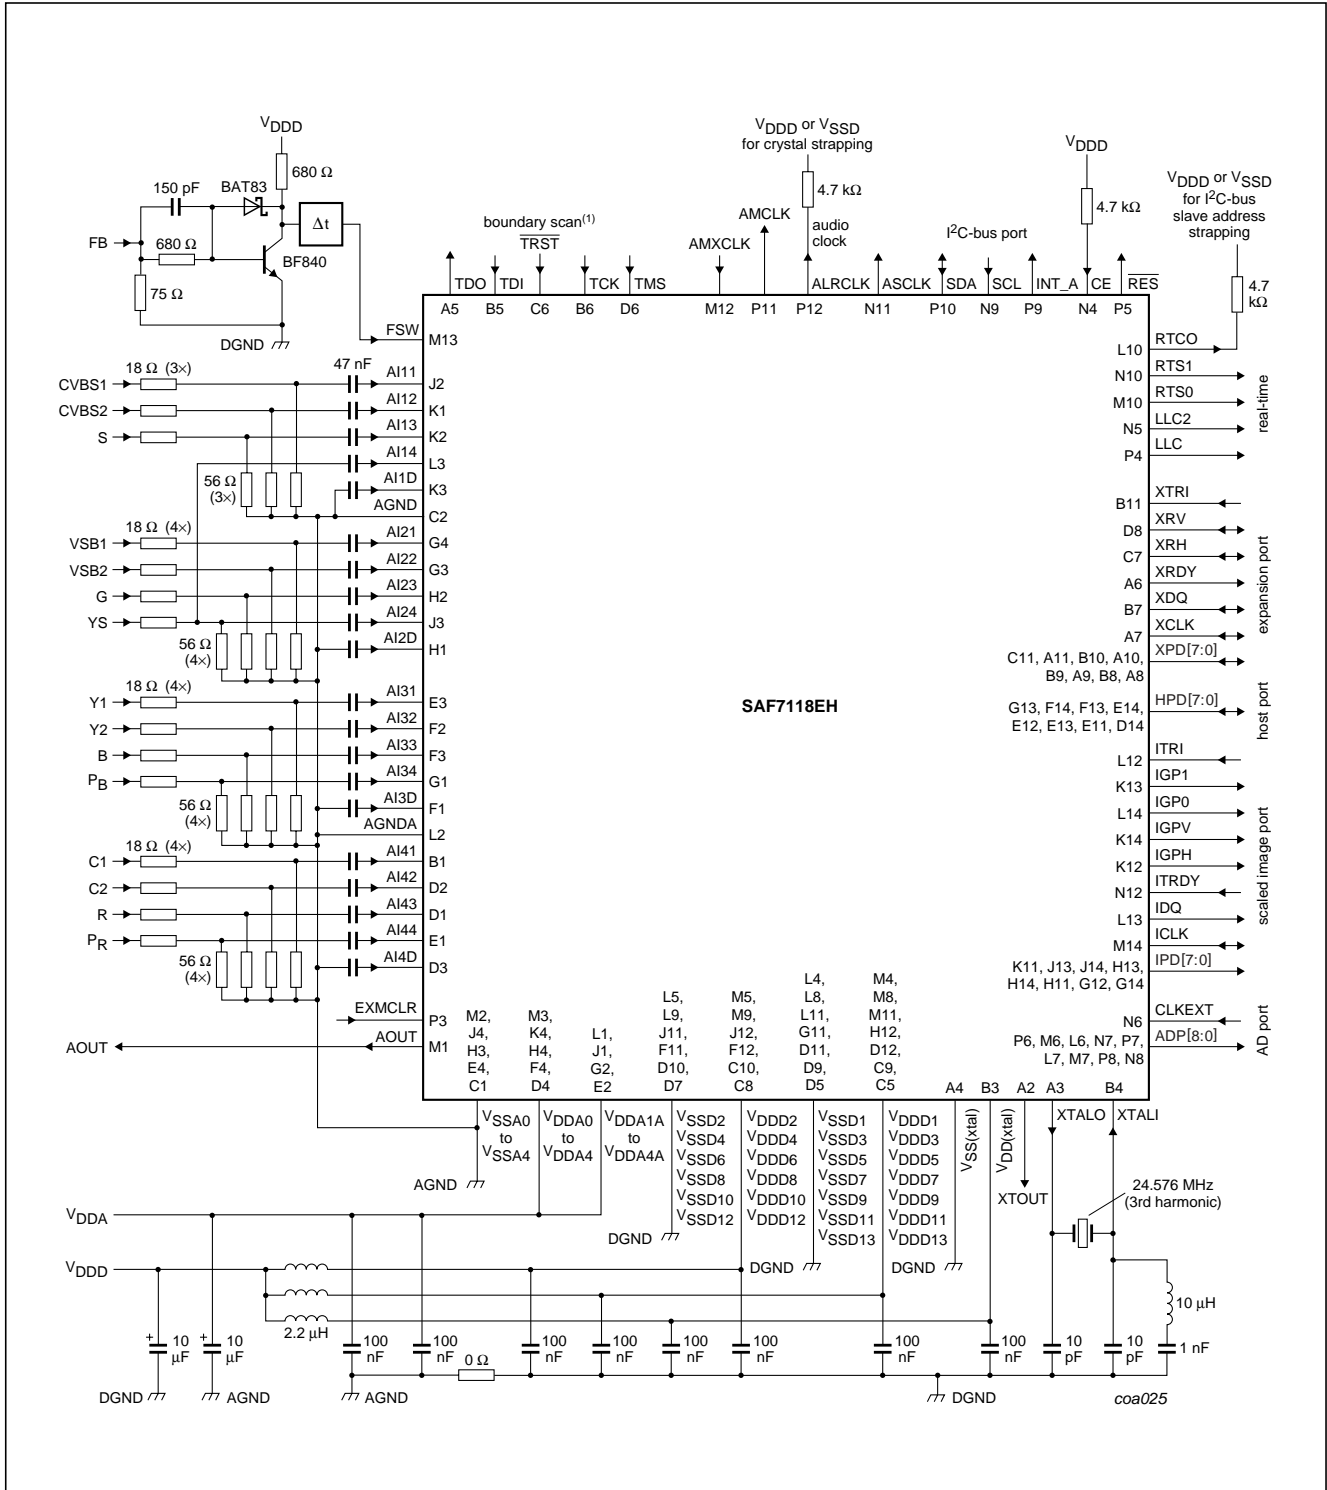 VDDD
680 Ω
150 pF
BAT83
Δt
FB
680 Ω
BF840
75 Ω
DGND
boundary scan(1)
TRST
TDO
TDI
TCK
TMS
A5
B5
C6
B6
D6
VDDD or VSSD
for crystal strapping
4.7 kΩ
AMCLK
audio
clock
AMXCLK
ALRCLK
ASCLK
M12
P11
P12
N11
I2C-bus port
SDA
SCL
INT_A
P10
N9
P9
VDDD
4.7 kΩ
CE
RES
N4
P5
VDDD or VSSD
for I2C-bus
slave address
strapping
4.7
kΩ
FSW
M13
18 Ω (3×)
47 nF
CVBS1
AI11
J2
CVBS2
AI12
K1
S
AI13
K2
AI14
L3
56 Ω
(3×)
AI1D
K3
AGND
C2
18 Ω (4×)
VSB1
AI21
G4
VSB2
AI22
G3
G
AI23
H2
YS
AI24
J3
56 Ω
(4×)
AI2D
H1
18 Ω (4×)
Y1
AI31
E3
Y2
AI32
F2
B
AI33
F3
PB
AI34
G1
56 Ω
(4×)
AI3D
F1
AGNDA
L2
18 Ω (4×)
C1
AI41
B1
C2
AI42
D2
R
AI43
D1
PR
AI44
E1
56 Ω
(4×)
AI4D
D3
EXMCLR
P3
AOUT
AOUT
M1
SAF7118EH
L10
RTCO
N10
RTS1
M10
RTS0
N5
LLC2
P4
LLC
real-time
B11
XTRI
D8
XRV
C7
XRH
A6
XRDY
B7
XDQ
A7
XCLK
C11, A11, B10, A10,
B9, A9, B8, A8
XPD[7:0]
expansion port
G13, F14, F13, E14,
E12, E13, E11, D14
HPD[7:0]
host port
L12
ITRI
K13
IGP1
L14
IGP0
K14
IGPV
K12
IGPH
N12
ITRDY
L13
IDQ
M14
ICLK
K11, J13, J14, H13,
H14, H11, G12, G14
IPD[7:0]
scaled image port
N6
CLKEXT
P6, M6, L6, N7, P7,
L7, M7, P8, N8
ADP[8:0]
AD port
M2,
J4,
H3,
E4,
C1
M3,
K4,
H4,
F4,
D4
L1,
J1,
G2,
E2
L5,
L9,
J11,
F11,
D10,
D7
M5,
M9,
J12,
F12,
C10,
C8
L4,
L8,
L11,
G11,
D11,
D9,
D5
M4,
M8,
M11,
H12,
D12,
C9,
C5
A4
B3
A2
A3
B4
VSSA0
to
VSSA4
VDDA0
to
VDDA4
VDDA1A
to
VDDA4A
VSSD2
VSSD4
VSSD6
VSSD8
VSSD10
VSSD12
VDDD2
VDDD4
VDDD6
VDDD8
VDDD10
VDDD12
VSSD1
VSSD3
VSSD5
VSSD7
VSSD9
VSSD11
VSSD13
VDDD1
VDDD3
VDDD5
VDDD7
VDDD9
VDDD11
VDDD13
VSS(xtal)
VDD(xtal)
XTOUT
XTALO
XTALI
24.576 MHz
(3rd harmonic)
AGND
DGND
DGND
DGND
VDDA
VDDD
2.2 µH
10 µH
10
µF
10
µF
100
nF
100
nF
100
nF
100
nF
100
nF
100
nF
100
nF
100
nF
10
pF
10
pF
1 nF
0 Ω
DGND
AGND
AGND
DGND
coa025